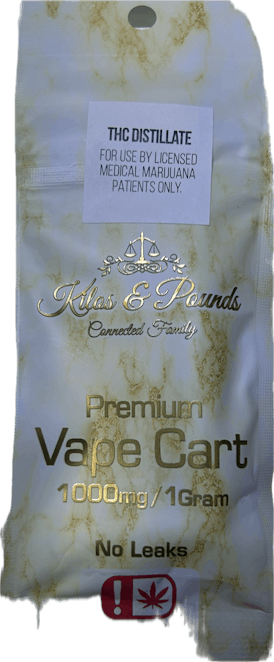 THC DISTILLATE
FOR USE BY LICENSED
MEDICAL MARIJUANA
PATIENTS ONLY.
Kilos & Pounds
Connected Family
Premium
Vape Cart
1000mg/1Gram
No Leaks
!